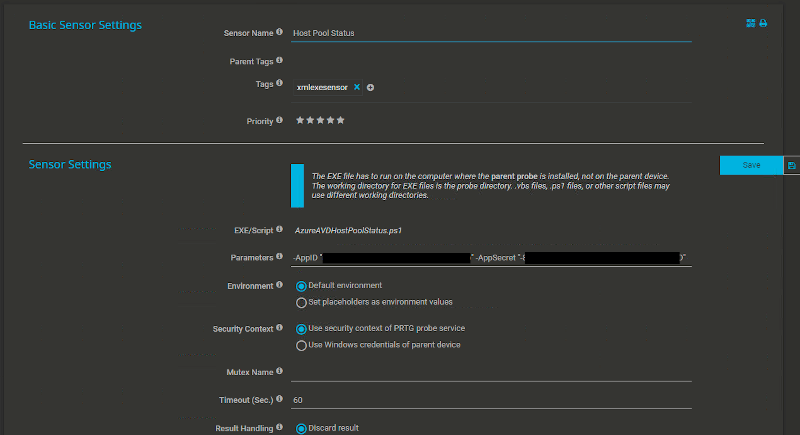 Basic Sensor Settings
Sensor Name Host Pool Status
Parent Tags
Tags xmlexesensor
Priority
Sensor Settings
Save
The EXE file has to run on the computer where the parent probe is installed, not on the parent device.
The working directory for EXE files is the probe directory. .vbs files, .ps1 files, or other script files may
use different working directories.
EXE/Script AzureAVDHostPoolStatus.ps1
Parameters -AppID " " -AppSecret "
Environment Default environment
Set placeholders as environment values
Security Context Use security context of PRTG probe service
Use Windows credentials of parent device
Mutex Name
Timeout (Sec.) 60
Result Handling Discard result